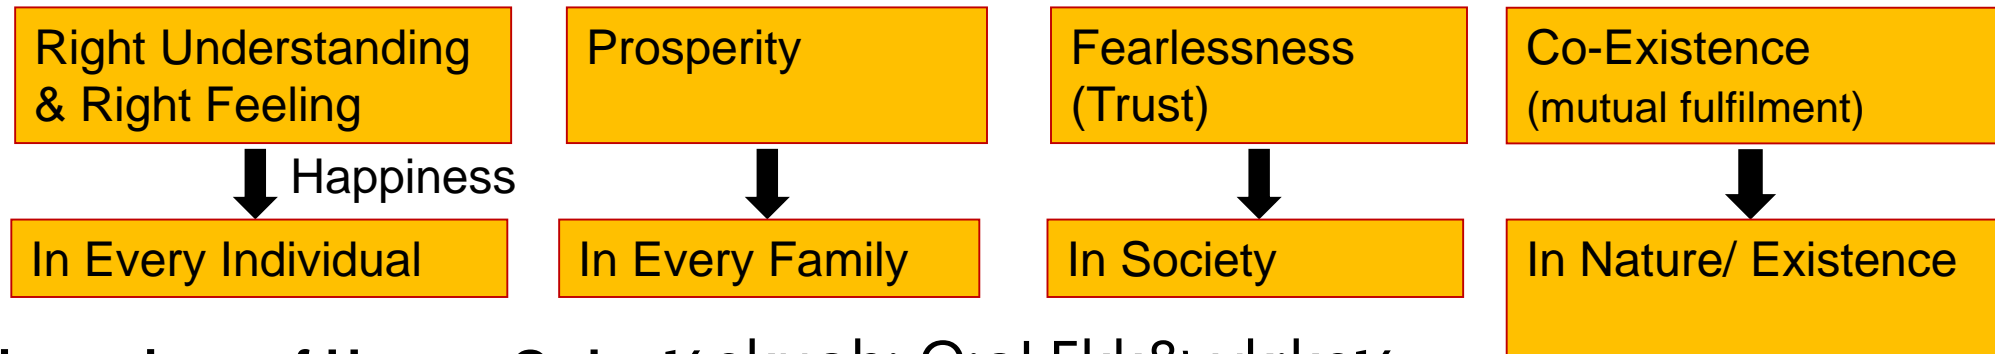 Right Understanding
& Right Feeling
Happiness
In Every Individual
Prosperity
In Every Family
Fearlessness
(Trust)
In Society
Co-Existence
(mutual fulfilment)
In Nature/ Existence